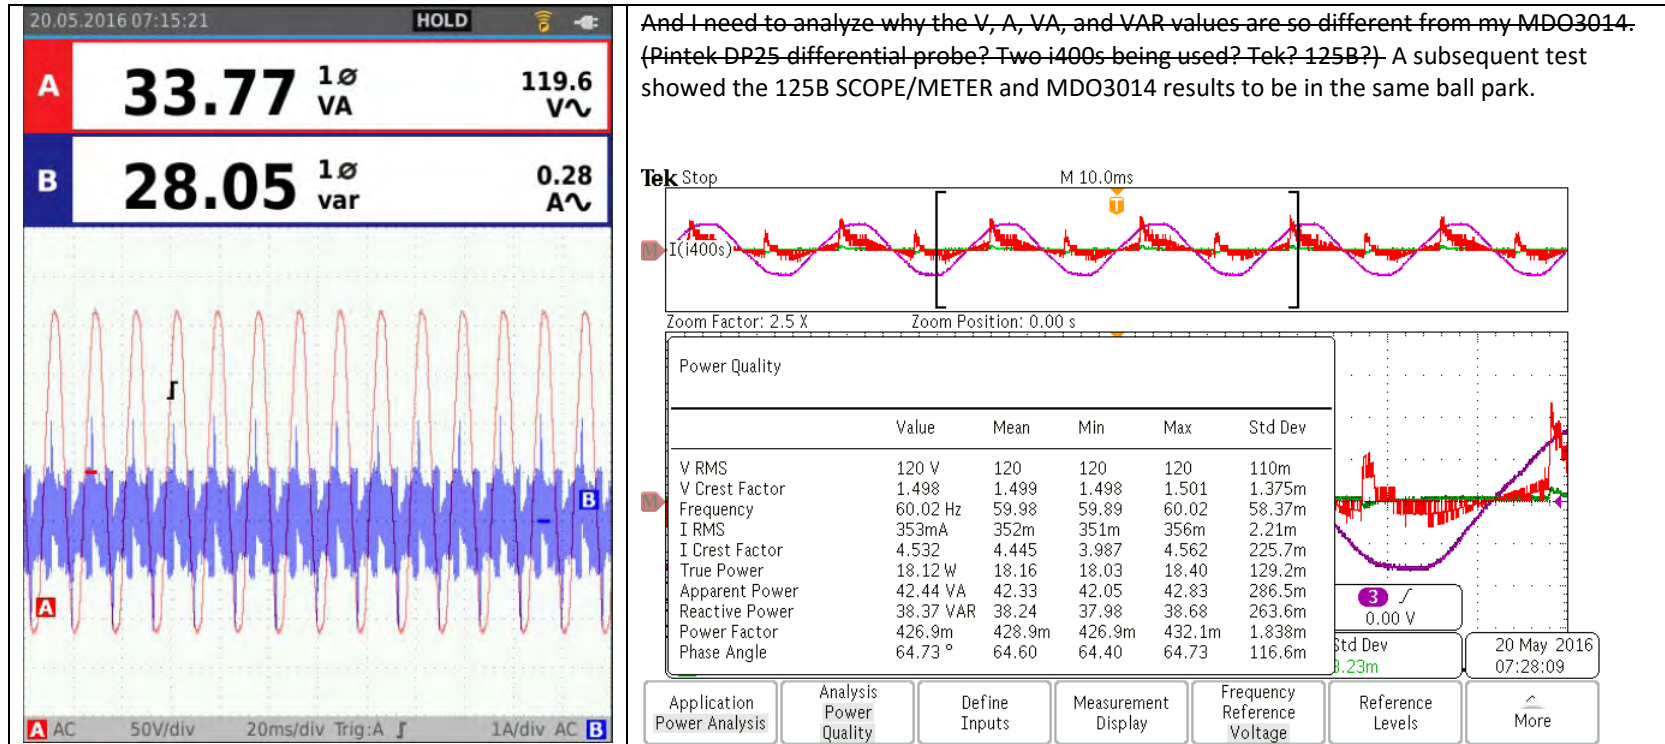 20.05.2016 07:15:21 HOLD
A 33.77 1ø VA 119.6 V∿
B 28.05 1ø var 0.28 A∿
B
A
A AC 50V/div 20ms/div Trig:A ʃ 1A/div AC B
And I need to analyze why the V, A, VA, and VAR values are so different from my MDO3014.
(Pintek DP25 differential probe? Two i400s being used? Tek? 125B?) A subsequent test
showed the 125B SCOPE/METER and MDO3014 results to be in the same ball park.
Tek Stop M 10.0ms
T
M I(i400s)
Zoom Factor: 2.5 X Zoom Position: 0.00 s
Power Quality
Value Mean Min Max Std Dev
V RMS 120 V 120 120 120 110m
V Crest Factor 1.498 1.499 1.498 1.501 1.375m
Frequency 60.02 Hz 59.98 59.89 60.02 58.37m
I RMS 353mA 352m 351m 356m 2.21m
I Crest Factor 4.532 4.445 3.987 4.562 225.7m
True Power 18.12 W 18.16 18.03 18.40 129.2m
Apparent Power 42.44 VA 42.33 42.05 42.83 286.5m
Reactive Power 38.37 VAR 38.24 37.98 38.68 263.6m
Power Factor 426.9m 428.9m 426.9m 432.1m 1.838m
Phase Angle 64.73 ° 64.60 64.40 64.73 116.6m
M
3 /
0.00 V
Std Dev
3.23m
20 May 2016
07:28:09
Application
Power Analysis
Analysis
Power
Quality
Define
Inputs
Measurement
Display
Frequency
Reference
Voltage
Reference
Levels
More